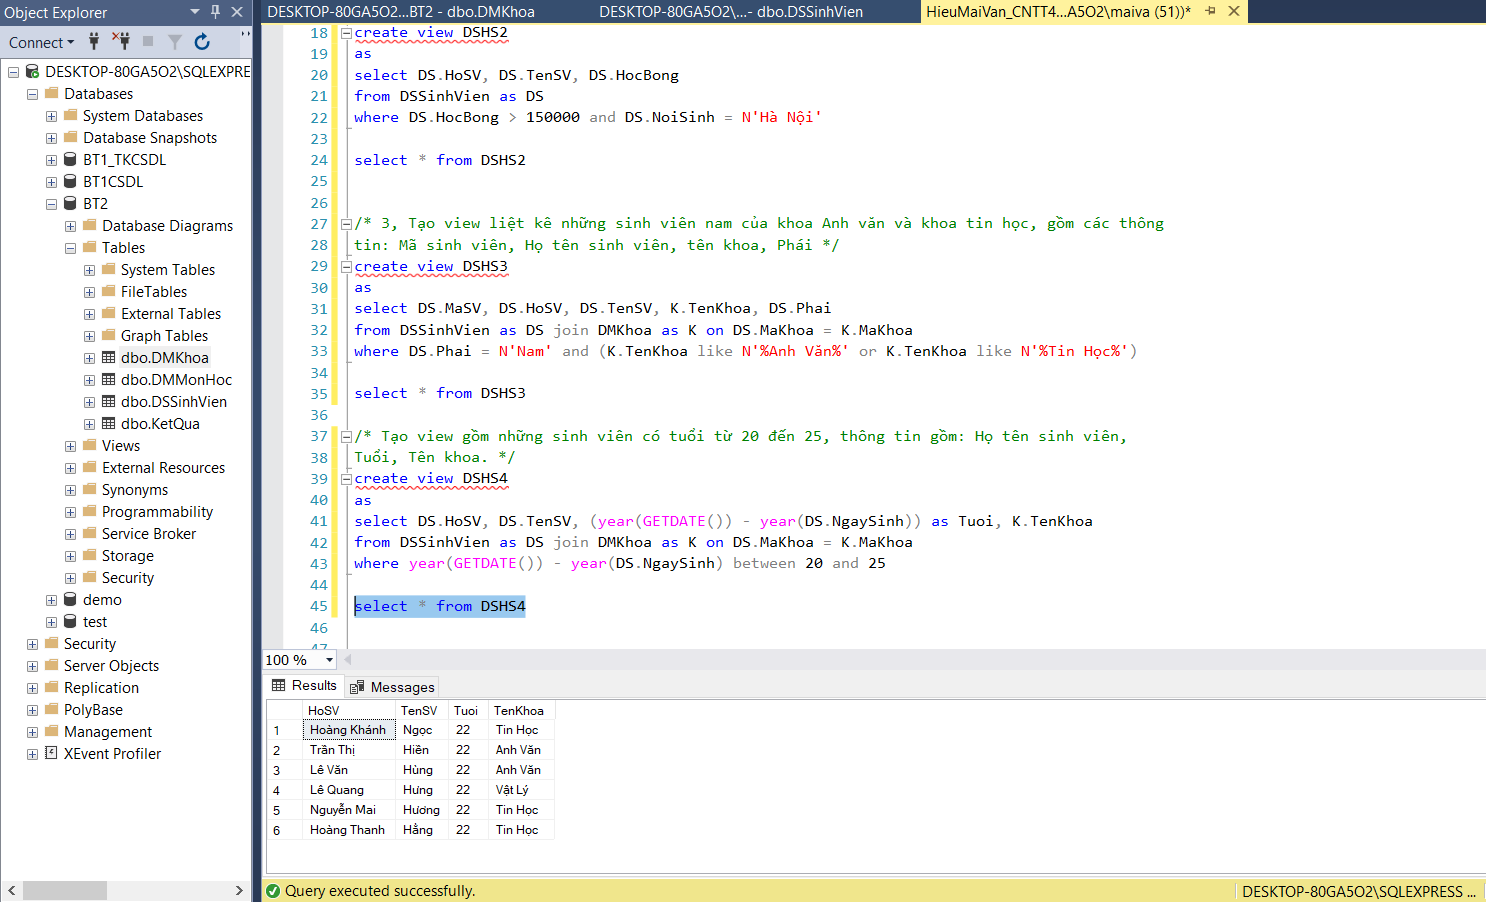 Object Explorer
Connect
DESKTOP-80GA5O2\SQLEXPRE
Databases
System Databases
Database Snapshots
BT1_TKCSDL
BT1CSDL
BT2
Database Diagrams
Tables
System Tables
FileTables
External Tables
Graph Tables
dbo.DMKhoa
dbo.DMMonHoc
dbo.DSSinhVien
dbo.KetQua
Views
External Resources
Synonyms
Programmability
Service Broker
Storage
Security
demo
test
Security
Server Objects
Replication
PolyBase
Management
XEvent Profiler
DESKTOP-80GA5O2...BT2 - dbo.DMKhoa
DESKTOP-80GA5O2\...- dbo.DSSinhVien
HieuMaiVan_CNTT4...A5O2\maiva (51))*
18 create view DSHS2
19 as
20 select DS.HoSV, DS.TenSV, DS.HocBong
21 from DSSinhVien as DS
22 where DS.HocBong > 150000 and DS.NoiSinh = N'Hà Nội'
23
24 select * from DSHS2
25
26
27 /* 3, Tạo view liệt kê những sinh viên nam của khoa Anh văn và khoa tin học, gồm các thông
28 tin: Mã sinh viên, Họ tên sinh viên, tên khoa, Phái */
29 create view DSHS3
30 as
31 select DS.MaSV, DS.HoSV, DS.TenSV, K.TenKhoa, DS.Phai
32 from DSSinhVien as DS join DMKhoa as K on DS.MaKhoa = K.MaKhoa
33 where DS.Phai = N'Nam' and (K.TenKhoa like N'%Anh Văn%' or K.TenKhoa like N'%Tin Học%')
34
35 select * from DSHS3
36
37 /* Tạo view gồm những sinh viên có tuổi từ 20 đến 25, thông tin gồm: Họ tên sinh viên,
38 Tuổi, Tên khoa. */
39 create view DSHS4
40 as
41 select DS.HoSV, DS.TenSV, (year(GETDATE()) - year(DS.NgaySinh)) as Tuoi, K.TenKhoa
42 from DSSinhVien as DS join DMKhoa as K on DS.MaKhoa = K.MaKhoa
43 where year(GETDATE()) - year(DS.NgaySinh) between 20 and 25
44
45 select * from DSHS4
46
47
100 %
Results Messages
HoSV TenSV Tuoi TenKhoa
1 Hoàng Khánh Ngọc 22 Tin Học
2 Trần Thị Hiền 22 Anh Văn
3 Lê Văn Hùng 22 Anh Văn
4 Lê Quang Hưng 22 Vật Lý
5 Nguyễn Mai Hương 22 Tin Học
6 Hoàng Thanh Hằng 22 Tin Học
Query executed successfully.
DESKTOP-80GA5O2\SQLEXPRESS ...